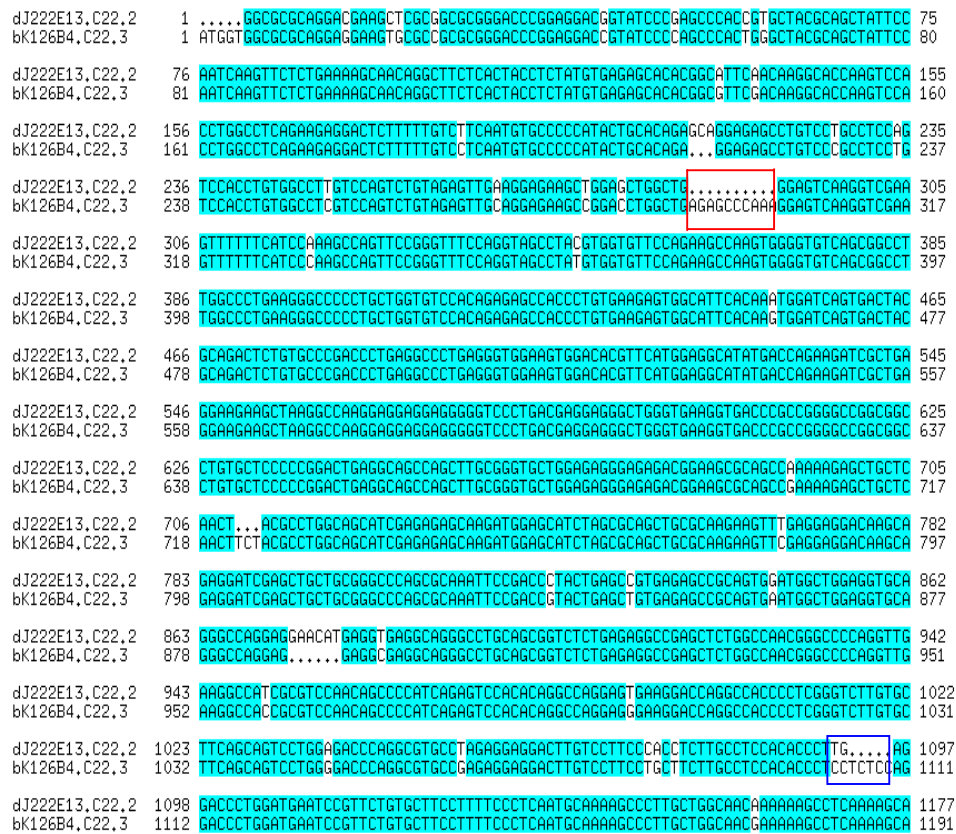 dJ222E13.C22.2 1 .....GGCGCGCAGGACGAAGCTCGCGGCGCGGGACCCGGAGGACGGTATCCCGAGCCCACCGTGCTACGCAGCTATTCC 75
bK126B4.C22.3 1 ATGGTGGCGCGCAGGAGGAAGTGCGCCGCGCGGGACCCGGAGGACCGTATCCCCAGCCCACTGGGCTACGCAGCTATTCC 80
dJ222E13.C22.2 76 AATCAAGTTCTCTGAAAAGCAACAGGCTTCTCACTACCTCTATGTGAGAGCACACGGCATTCAACAAGGCACCAAGTCCA 155
bK126B4.C22.3 81 AATCAAGTTCTCTGAAAAGCAACAGGCTTCTCACTACCTCTATGTGAGAGCACACGGCGTTCGACAAGGCACCAAGTCCA 160
dJ222E13.C22.2 156 CCTGGCCTCAGAAGAGGACTCTTTTTGTCTTCAATGTGCCCCCATACTGCACAGAGCAGGAGAGCCTGTCCTGCCTCCAG 235
bK126B4.C22.3 161 CCTGGCCTCAGAAGAGGACTCTTTTTGTCCTCAATGTGCCCCCATACTGCACAGA...GGAGAGCCTGTCCCGCCTCCTG 237
dJ222E13.C22.2 236 TCCACCTGTGGCCTTGTCCAGTCTGTAGAGTTGAAGGAGAAGCTGGAGCTGGCTG..........GGAGTCAAGGTCGAA 305
bK126B4.C22.3 238 TCCACCTGTGGCCTCGTCCAGTCTGTAGAGTTGCAGGAGAAGCCGGACCTGGCTGAGAGCCCAAAGGAGTCAAGGTCGAA 317
dJ222E13.C22.2 306 GTTTTTTCATCCAAAGCCAGTTCCGGGTTTCCAGGTAGCCTACGTGGTGTTCCAGAAGCCAAGTGGGGTGTCAGCGGCCT 385
bK126B4.C22.3 318 GTTTTTTCATCCCAAGCCAGTTCCGGGTTTCCAGGTAGCCTATGTGGTGTTCCAGAAGCCAAGTGGGGTGTCAGCGGCCT 397
dJ222E13.C22.2 386 TGGCCCTGAAGGGCCCCCTGCTGGTGTCCACAGAGAGCCACCCTGTGAAGAGTGGCATTCACAAATGGATCAGTGACTAC 465
bK126B4.C22.3 398 TGGCCCTGAAGGGCCCCCTGCTGGTGTCCACAGAGAGCCACCCTGTGAAGAGTGGCATTCACAAGTGGATCAGTGACTAC 477
dJ222E13.C22.2 466 GCAGACTCTGTGCCCGACCCTGAGGCCCTGAGGGTGGAAGTGGACACGTTCATGGAGGCATATGACCAGAAGATCGCTGA 545
bK126B4.C22.3 478 GCAGACTCTGTGCCCGACCCTGAGGCCCTGAGGGTGGAAGTGGACACGTTCATGGAGGCATATGACCAGAAGATCGCTGA 557
dJ222E13.C22.2 546 GGAAGAAGCTAAGGCCAAGGAGGAGGAGGGGGTCCCTGACGAGGAGGGCTGGGTGAAGGTGACCCGCCGGGGCCGGCGGC 625
bK126B4.C22.3 558 GGAAGAAGCTAAGGCCAAGGAGGAGGAGGGGGTCCCTGACGAGGAGGGCTGGGTGAAGGTGACCCGCCGGGGCCGGCGGC 637
dJ222E13.C22.2 626 CTGTGCTCCCCCGGACTGAGGCAGCCAGCTTGCGGGTGCTGGAGAGGGAGAGACGGAAGCGCAGCCAAAAAGAGCTGCTC 705
bK126B4.C22.3 638 CTGTGCTCCCCCGGACTGAGGCAGCCAGCTTGCGGGTGCTGGAGAGGGAGAGACGGAAGCGCAGCCGAAAAGAGCTGCTC 717
dJ222E13.C22.2 706 AACT...ACGCCTGGCAGCATCGAGAGAGCAAGATGGAGCATCTAGCGCAGCTGCGCAAGAAGTTTGAGGAGGACAAGCA 782
bK126B4.C22.3 718 AACTTCTACGCCTGGCAGCATCGAGAGAGCAAGATGGAGCATCTAGCGCAGCTGCGCAAGAAGTTCGAGGAGGACAAGCA 797
dJ222E13.C22.2 783 GAGGATCGAGCTGCTGCGGGCCCAGCGCAAATTCCGACCCTACTGAGCCGTGAGAGCCGCAGTGGATGGCTGGAGGTGCA 862
bK126B4.C22.3 798 GAGGATCGAGCTGCTGCGGGCCCAGCGCAAATTCCGACCGTACTGAGCTGTGAGAGCCGCAGTGAATGGCTGGAGGTGCA 877
dJ222E13.C22.2 863 GGGCCAGGAGGAACATGAGGTGAGGCAGGGCCTGCAGCGGTCTCTGAGAGGCCGAGCTCTGGCCAACGGGCCCCAGGTTG 942
bK126B4.C22.3 878 GGGCCAGGAG......GAGGCGAGGCAGGGCCTGCAGCGGTCTCTGAGAGGCCGAGCTCTGGCCAACGGGCCCCAGGTTG 951
dJ222E13.C22.2 943 AAGGCCATCGCGTCCAACAGCCCCATCAGAGTCCACACAGGCCAGGAGTGAAGGACCAGGCCACCCCTCGGGTCTTGTGC 1022
bK126B4.C22.3 952 AAGGCCACCGCGTCCAACAGCCCCATCAGAGTCCACACAGGCCAGGAGGGAAGGACCAGGCCACCCCTCGGGTCTTGTGC 1031
dJ222E13.C22.2 1023 TTCAGCAGTCCTGGAGACCCAGGCGTGCCTAGAGGAGGACTTGTCCTTCCCACCTCTTGCCTCCACACCCTTG.....AG 1097
bK126B4.C22.3 1032 TTCAGCAGTCCTGGGGACCCAGGCGTGCCGAGAGGAGGACTTGTCCTTCCTGCTTCTTGCCTCCACACCCTCCTCTCCAG 1111
dJ222E13.C22.2 1098 GACCCTGGATGAATCCGTTCTGTGCTTCCTTTTCCCTCAATGCAAAAGCCCTTGCTGGCAACAAAAAAGCCTCAAAAGCA 1177
bK126B4.C22.3 1112 GACCCTGGATGAATCCGTTCTGTGCTTCCTTTTCCCTCAATGCAAAAGCCCTTGCTGGCAACGAAAAAGCCTCAAAAGCA 1191